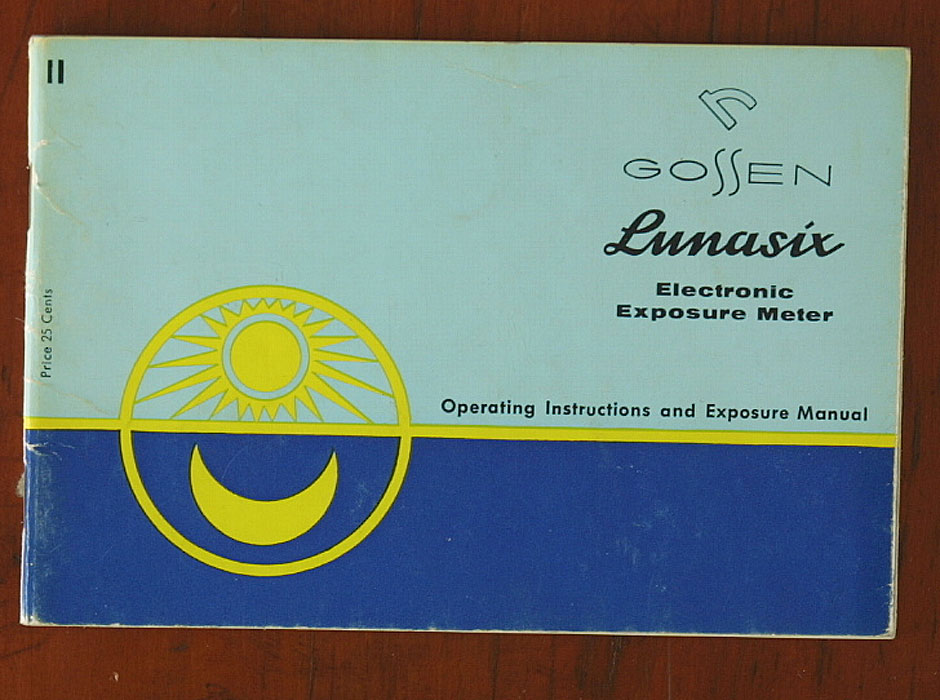 II
GOSSEN
Lunasix
Electronic
Exposure Meter
Operating Instructions and Exposure Manual
Price 25 Cents